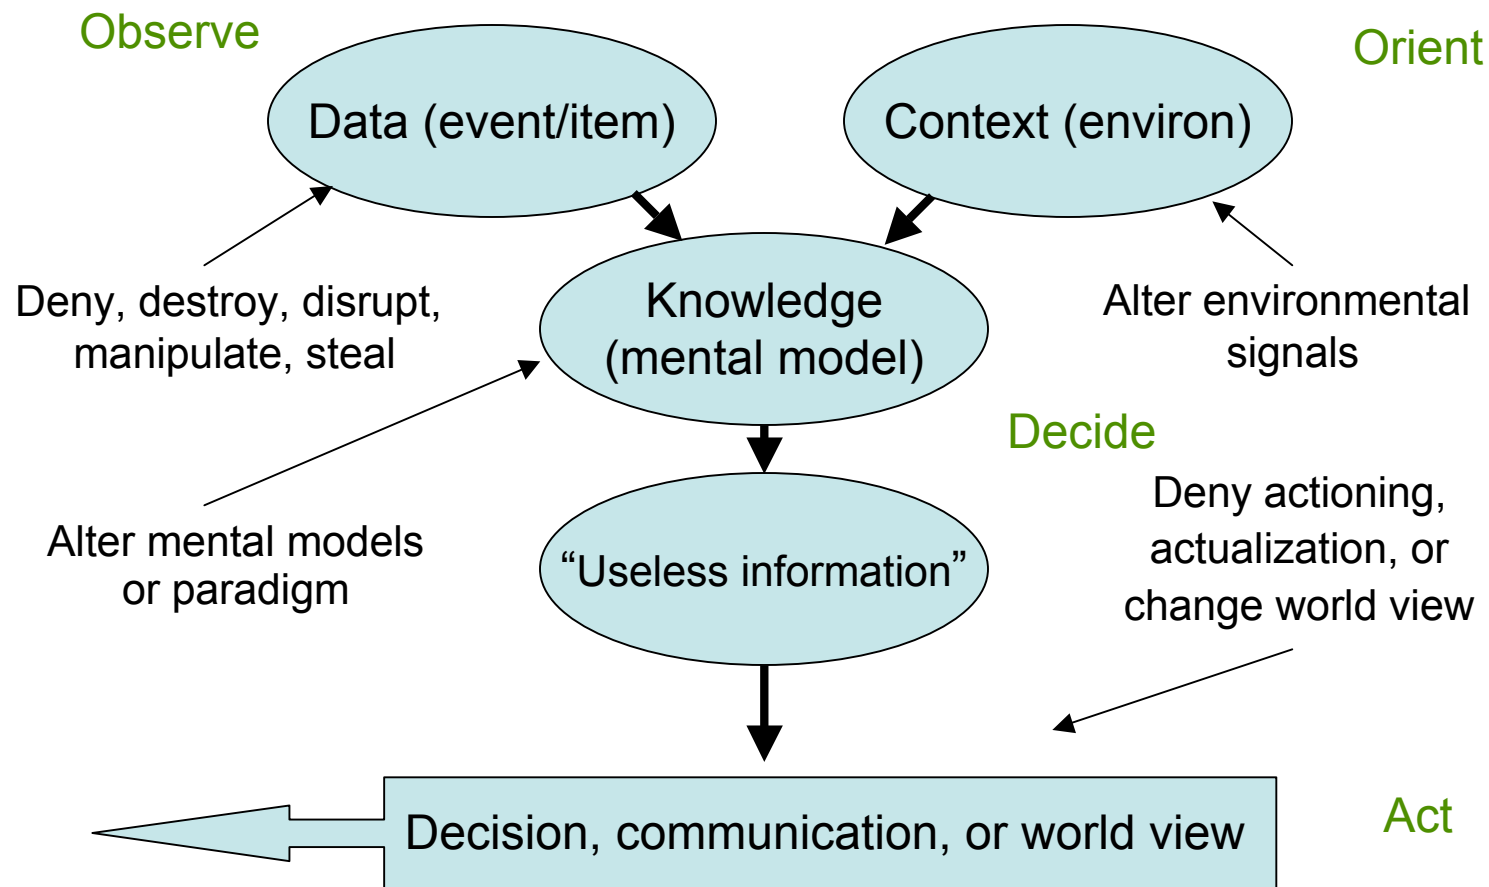 Observe
Orient
Data (event/item)
Context (environ)
Deny, destroy, disrupt,
manipulate, steal
Knowledge
(mental model)
Alter environmental
signals
Decide
Alter mental models
or paradigm
“Useless information”
Deny actioning,
actualization, or
change world view
Decision, communication, or world view
Act